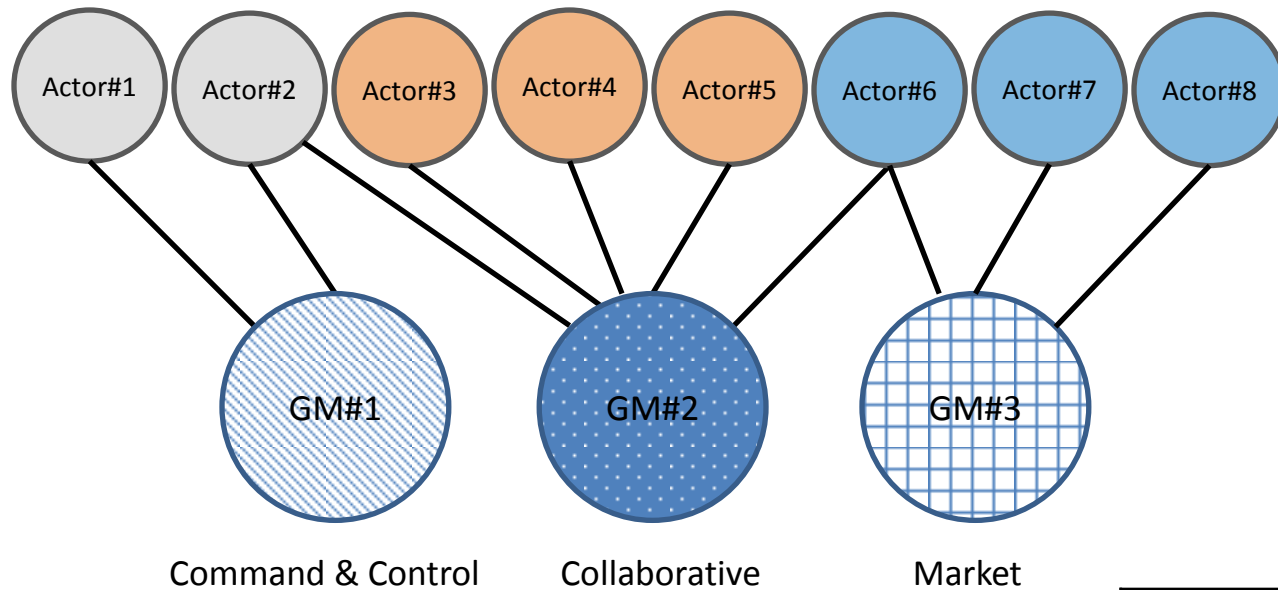 Actor#1 Actor#2 Actor#3 Actor#4 Actor#5 Actor#6 Actor#7 Actor#8
GM#1 GM#2 GM#3
Command & Control Collaborative Market